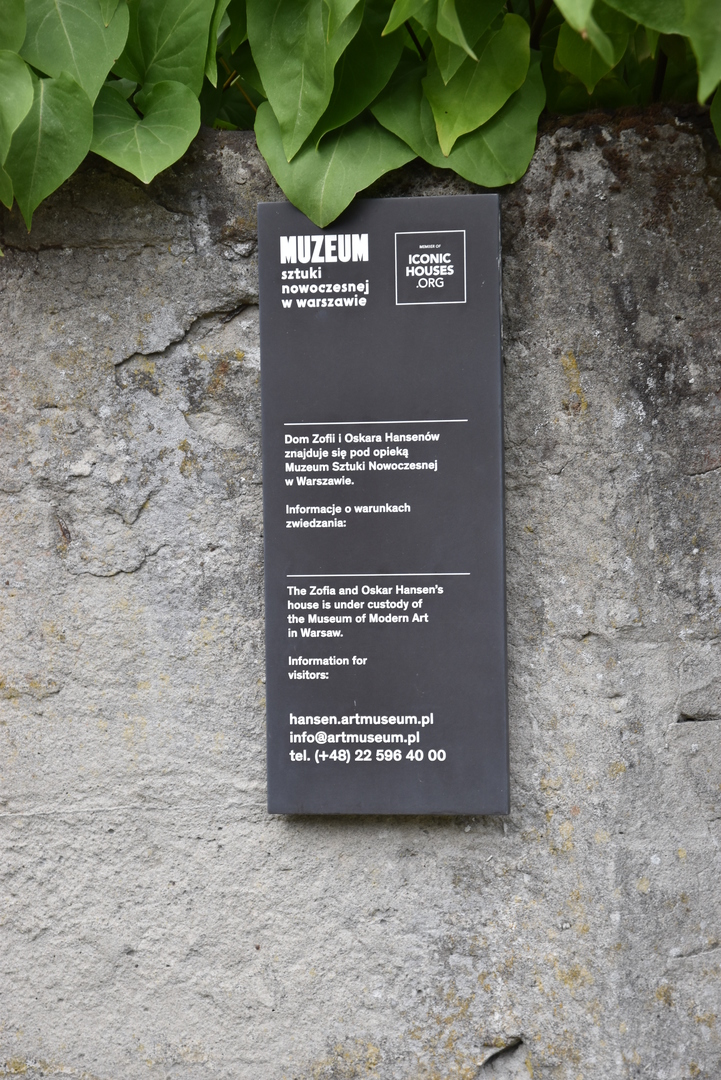 MUZEUM
sztuki
nowoczesnej
w warszawie
MEMBER OF
ICONIC
HOUSES
.ORG
Dom Zofii i Oskara Hansenów
znajduje się pod opieką
Muzeum Sztuki Nowoczesnej
w Warszawie.
Informacje o warunkach
zwiedzania:
The Zofia and Oskar Hansen's
house is under custody of
the Museum of Modern Art
in Warsaw.
Information for
visitors:
hansen.artmuseum.pl
info@artmuseum.pl
tel. (+48) 22 596 40 00